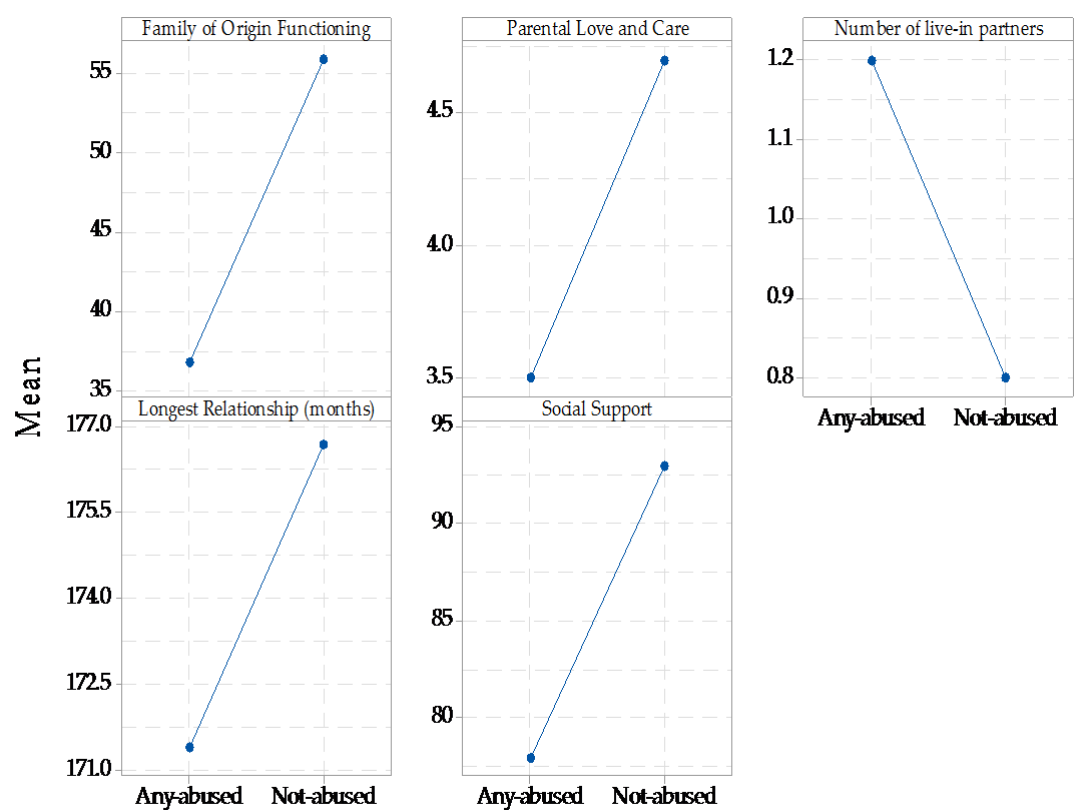 Family of Origin Functioning
55
50
45
40
35
Parental Love and Care
4.5
4.0
3.5
Number of live-in partners
1.2
1.1
1.0
0.9
0.8
Any-abused Not-abused
Mean
Longest Relationship (months)
177.0
175.5
174.0
172.5
171.0
Any-abused Not-abused
Social Support
95
90
85
80
Any-abused Not-abused